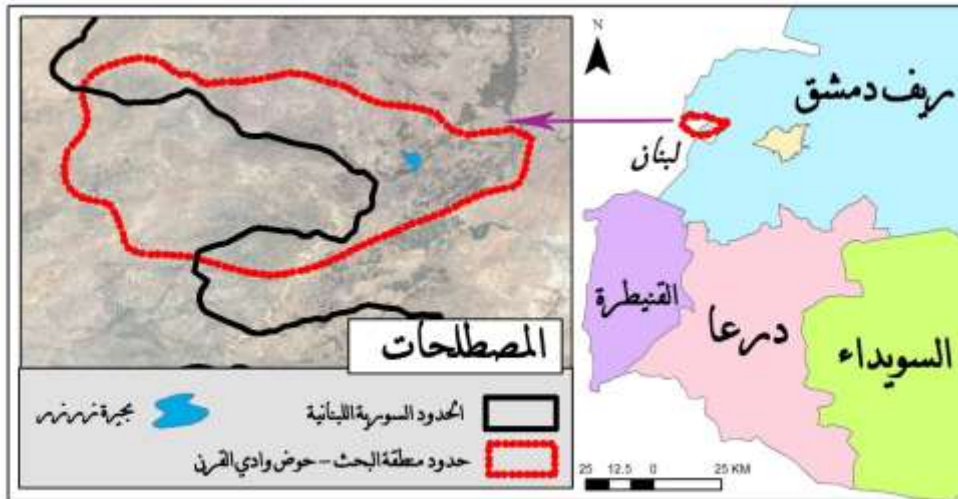 N
ريف دمشق
لبنان
القنيطرة
درعا
السويداء
المصطلحات
الحدود السورية اللبنانية
بحيرة زرزر
حدود منطقة البحث - حوض وادي القرن
25 12.5 0 25 KM